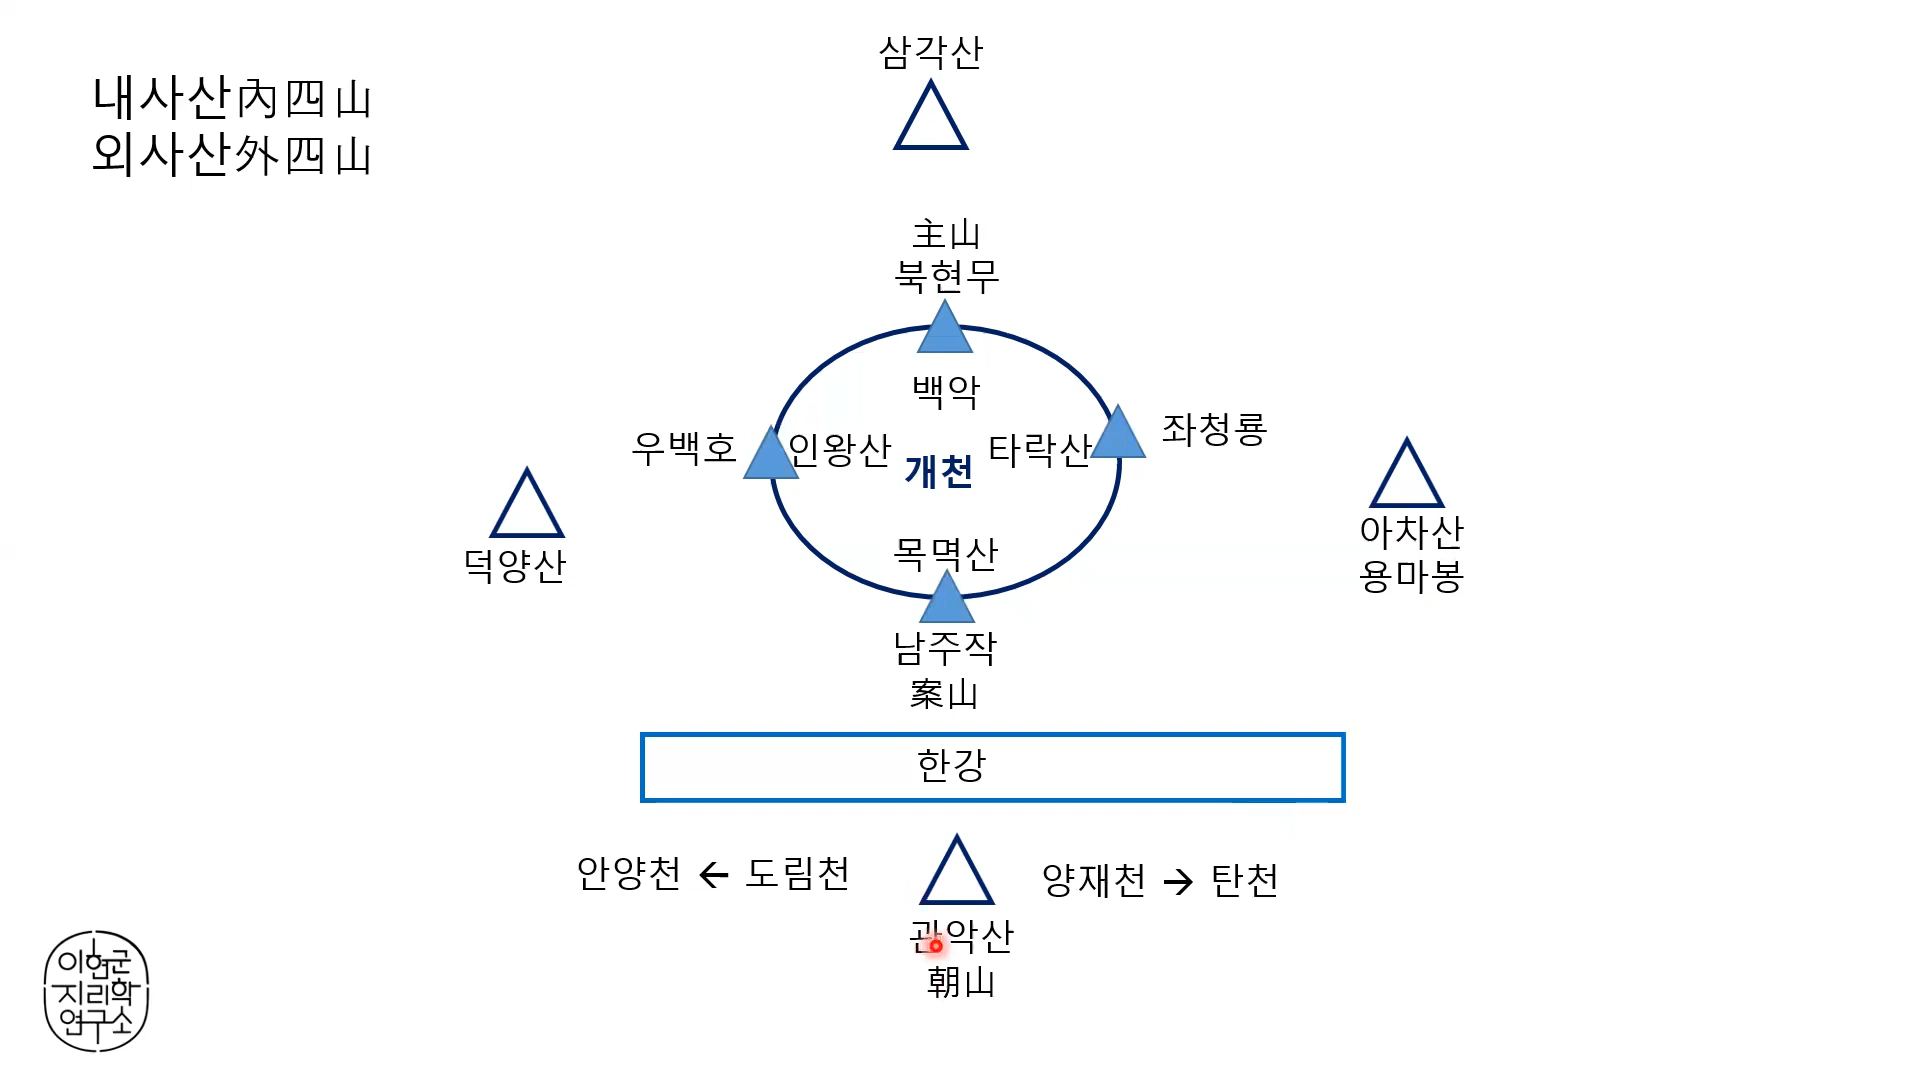 내사산內四山
외사산外四山
삼각산
主山
북현무
백악
우백호
인왕산
개천
타락산
좌청룡
덕양산
아차산
용마봉
목멱산
남주작
案山
한강
안양천 ← 도림천
양재천 → 탄천
관악산
朝山
이현군
지리학
연구소